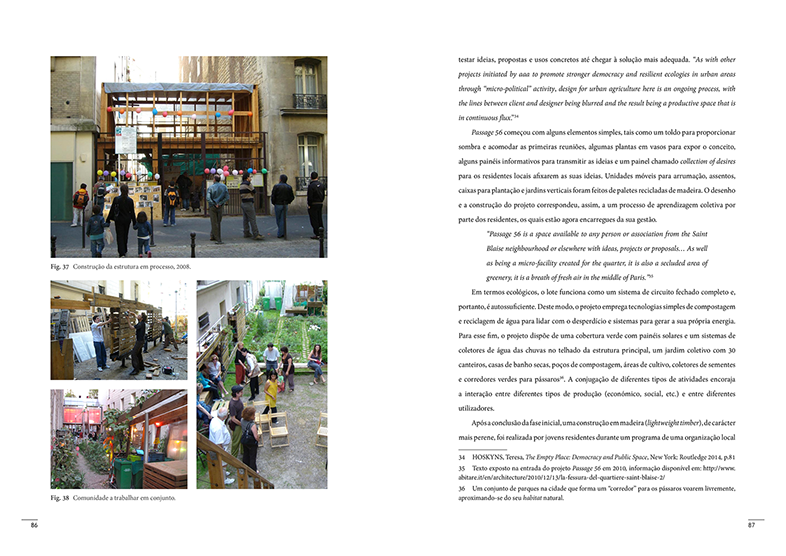 Fig. 37 Construção da estrutura em processo, 2008.
Fig. 38 Comunidade a trabalhar em conjunto.
86
testar ideias, propostas e usos concretos até chegar à solução mais adequada. “As with other
projects initiated by aaa to promote stronger democracy and resilient ecologies in urban areas
through “micro-political” activity, design for urban agriculture here is an ongoing process, with
the lines between client and designer being blurred and the result being a productive space that is
in continuous flux.”34
Passage 56 começou com alguns elementos simples, tais como um toldo para proporcionar
sombra e acomodar as primeiras reuniões, algumas plantas em vasos para expor o conceito,
alguns painéis informativos para transmitir as ideias e um painel chamado collection of desires
para os residentes locais afixarem as suas ideias. Unidades móveis para arrumação, assentos,
caixas para plantação e jardins verticais foram feitos de paletes recicladas de madeira. O desenho
e a construção do projeto correspondeu, assim, a um processo de aprendizagem coletiva por
parte dos residentes, os quais estão agora encarregues da sua gestão.
“Passage 56 is a space available to any person or association from the Saint
Blaise neighbourhood or elsewhere with ideas, projects or proposals… As well
as being a micro-facility created for the quarter, it is also a secluded area of
greenery, it is a breath of fresh air in the middle of Paris.”35
Em termos ecológicos, o lote funciona como um sistema de circuito fechado completo e,
portanto, é autossuficiente. Deste modo, o projeto emprega tecnologias simples de compostagem
e reciclagem de água para lidar com o desperdício e sistemas para gerar a sua própria energia.
Para esse fim, o projeto dispõe de uma cobertura verde com painéis solares e um sistemas de
coletores de água das chuvas no telhado da estrutura principal, um jardim coletivo com 30
canteiros, casas de banho secas, poços de compostagem, áreas de cultivo, coletores de sementes
e corredores verdes para pássaros36. A conjugação de diferentes tipos de atividades encoraja
a interação entre diferentes tipos de produção (económico, social, etc.) e entre diferentes
utilizadores.
Após a conclusão da fase inicial, uma construção em madeira (lightweight timber), de carácter
mais perene, foi realizada por jovens residentes durante um programa de uma organização local
34 HOSKYNS, Teresa, The Empty Place: Democracy and Public Space, New York: Routledge 2014, p.81
35 Texto exposto na entrada do projeto Passage 56 em 2010, informação disponível em: http://www.
abitare.it/en/architecture/2010/12/13/la-fessura-del-quartiere-saint-blaise-2/
36 Um conjunto de parques na cidade que forma um “corredor” para os pássaros voarem livremente,
aproximando-se do seu habitat natural.
87